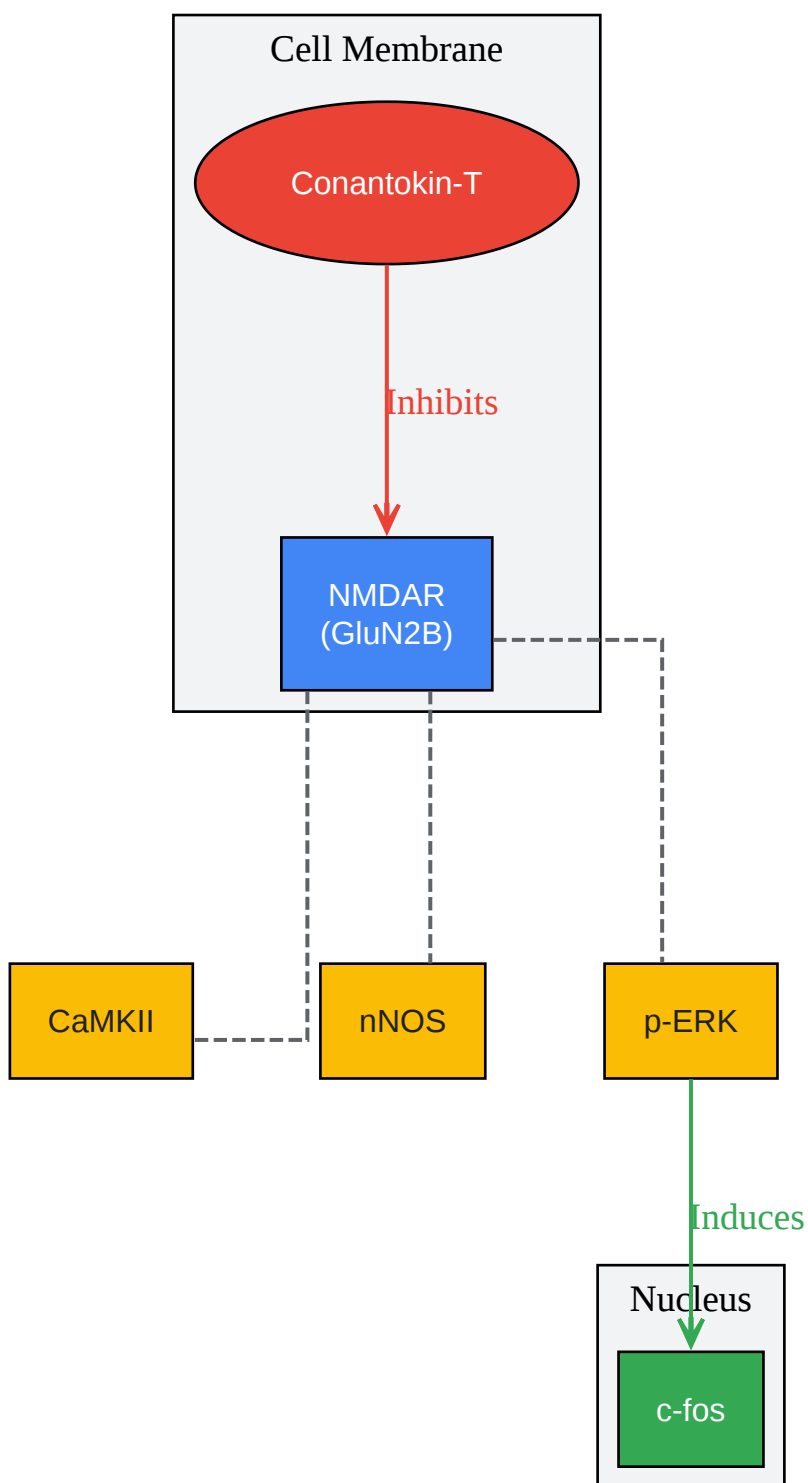 Cell Membrane
Conantokin-T
Inhibits
NMDAR
(GluN2B)
CaMKII
nNOS
p-ERK
Induces
Nucleus
c-fos